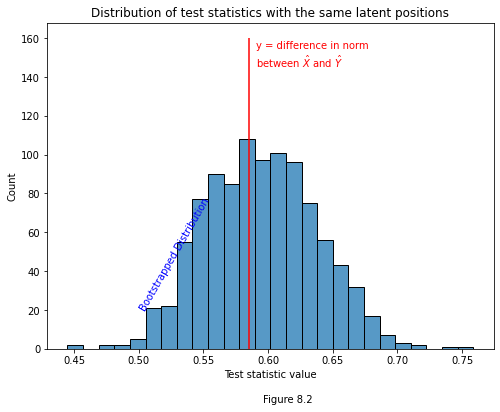 Distribution of test statistics with the same latent positions
160
140
120
100
80
60
40
20
0
Count
y = difference in norm
between X̂ and Ŷ
Bootstrapped Distribution
0.45 0.50 0.55 0.60 0.65 0.70 0.75
Test statistic value
Figure 8.2